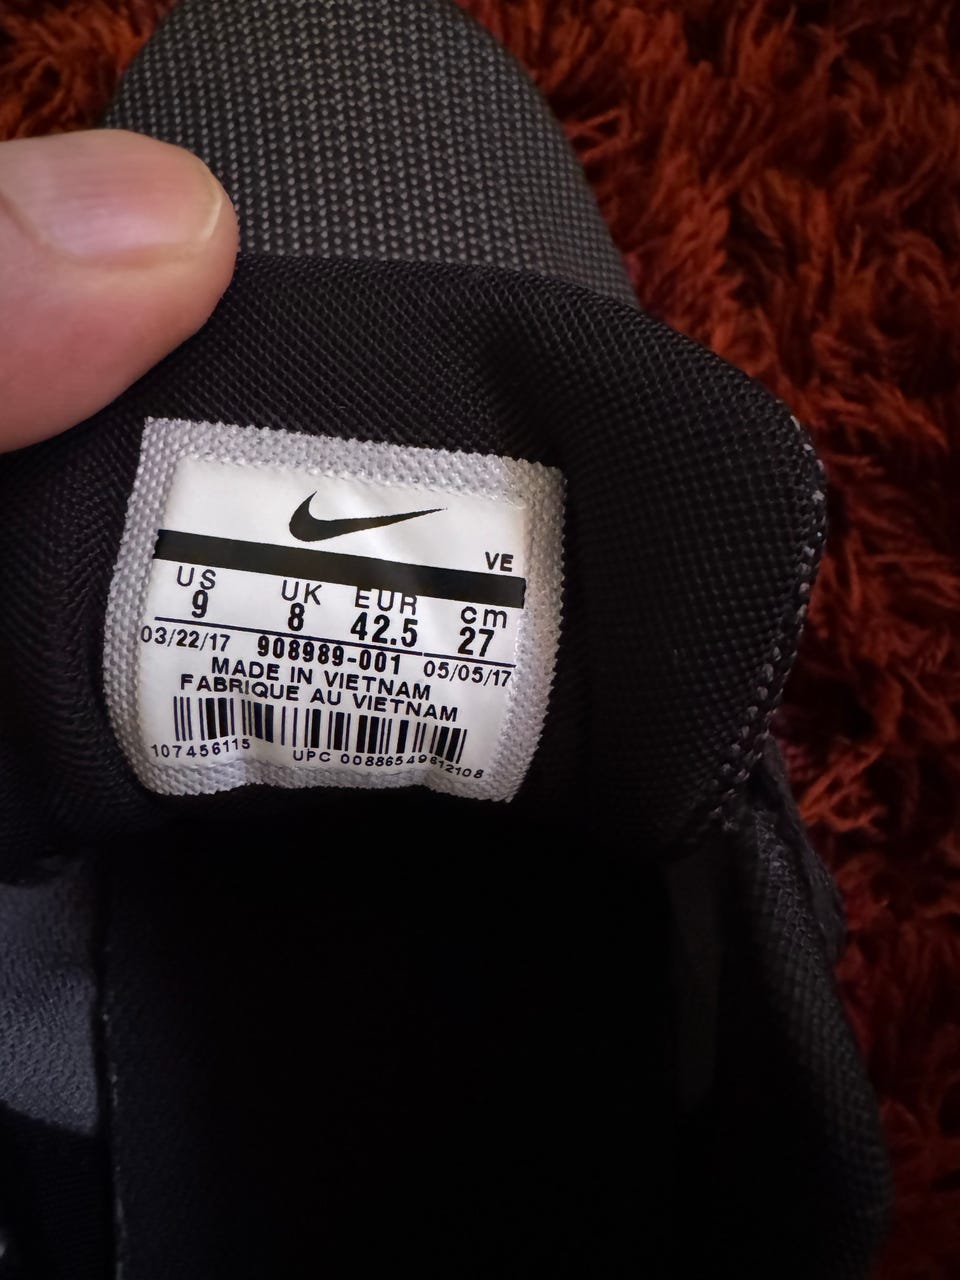 VE
US UK EUR cm
9 8 42.5 27
03/22/17 908989-001 05/05/17
MADE IN VIETNAM
FABRIQUE AU VIETNAM
107456115 UPC 00886549612108